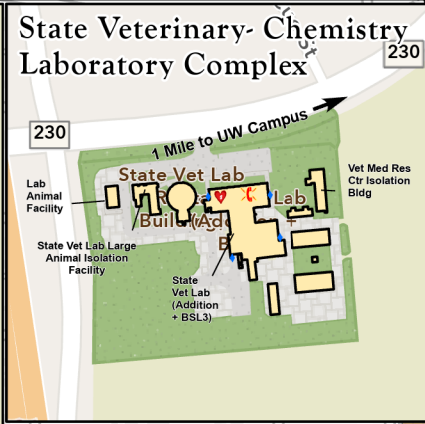 State Veterinary- Chemistry
Laboratory Complex
230
230
1 Mile to UW Campus
State Vet Lab
Lab
Lab
Animal
Facility
Vet Med Res
Ctr Isolation
Bldg
State Vet Lab Large
Animal Isolation
Facility
State
Vet Lab
(Addition
+ BSL3)